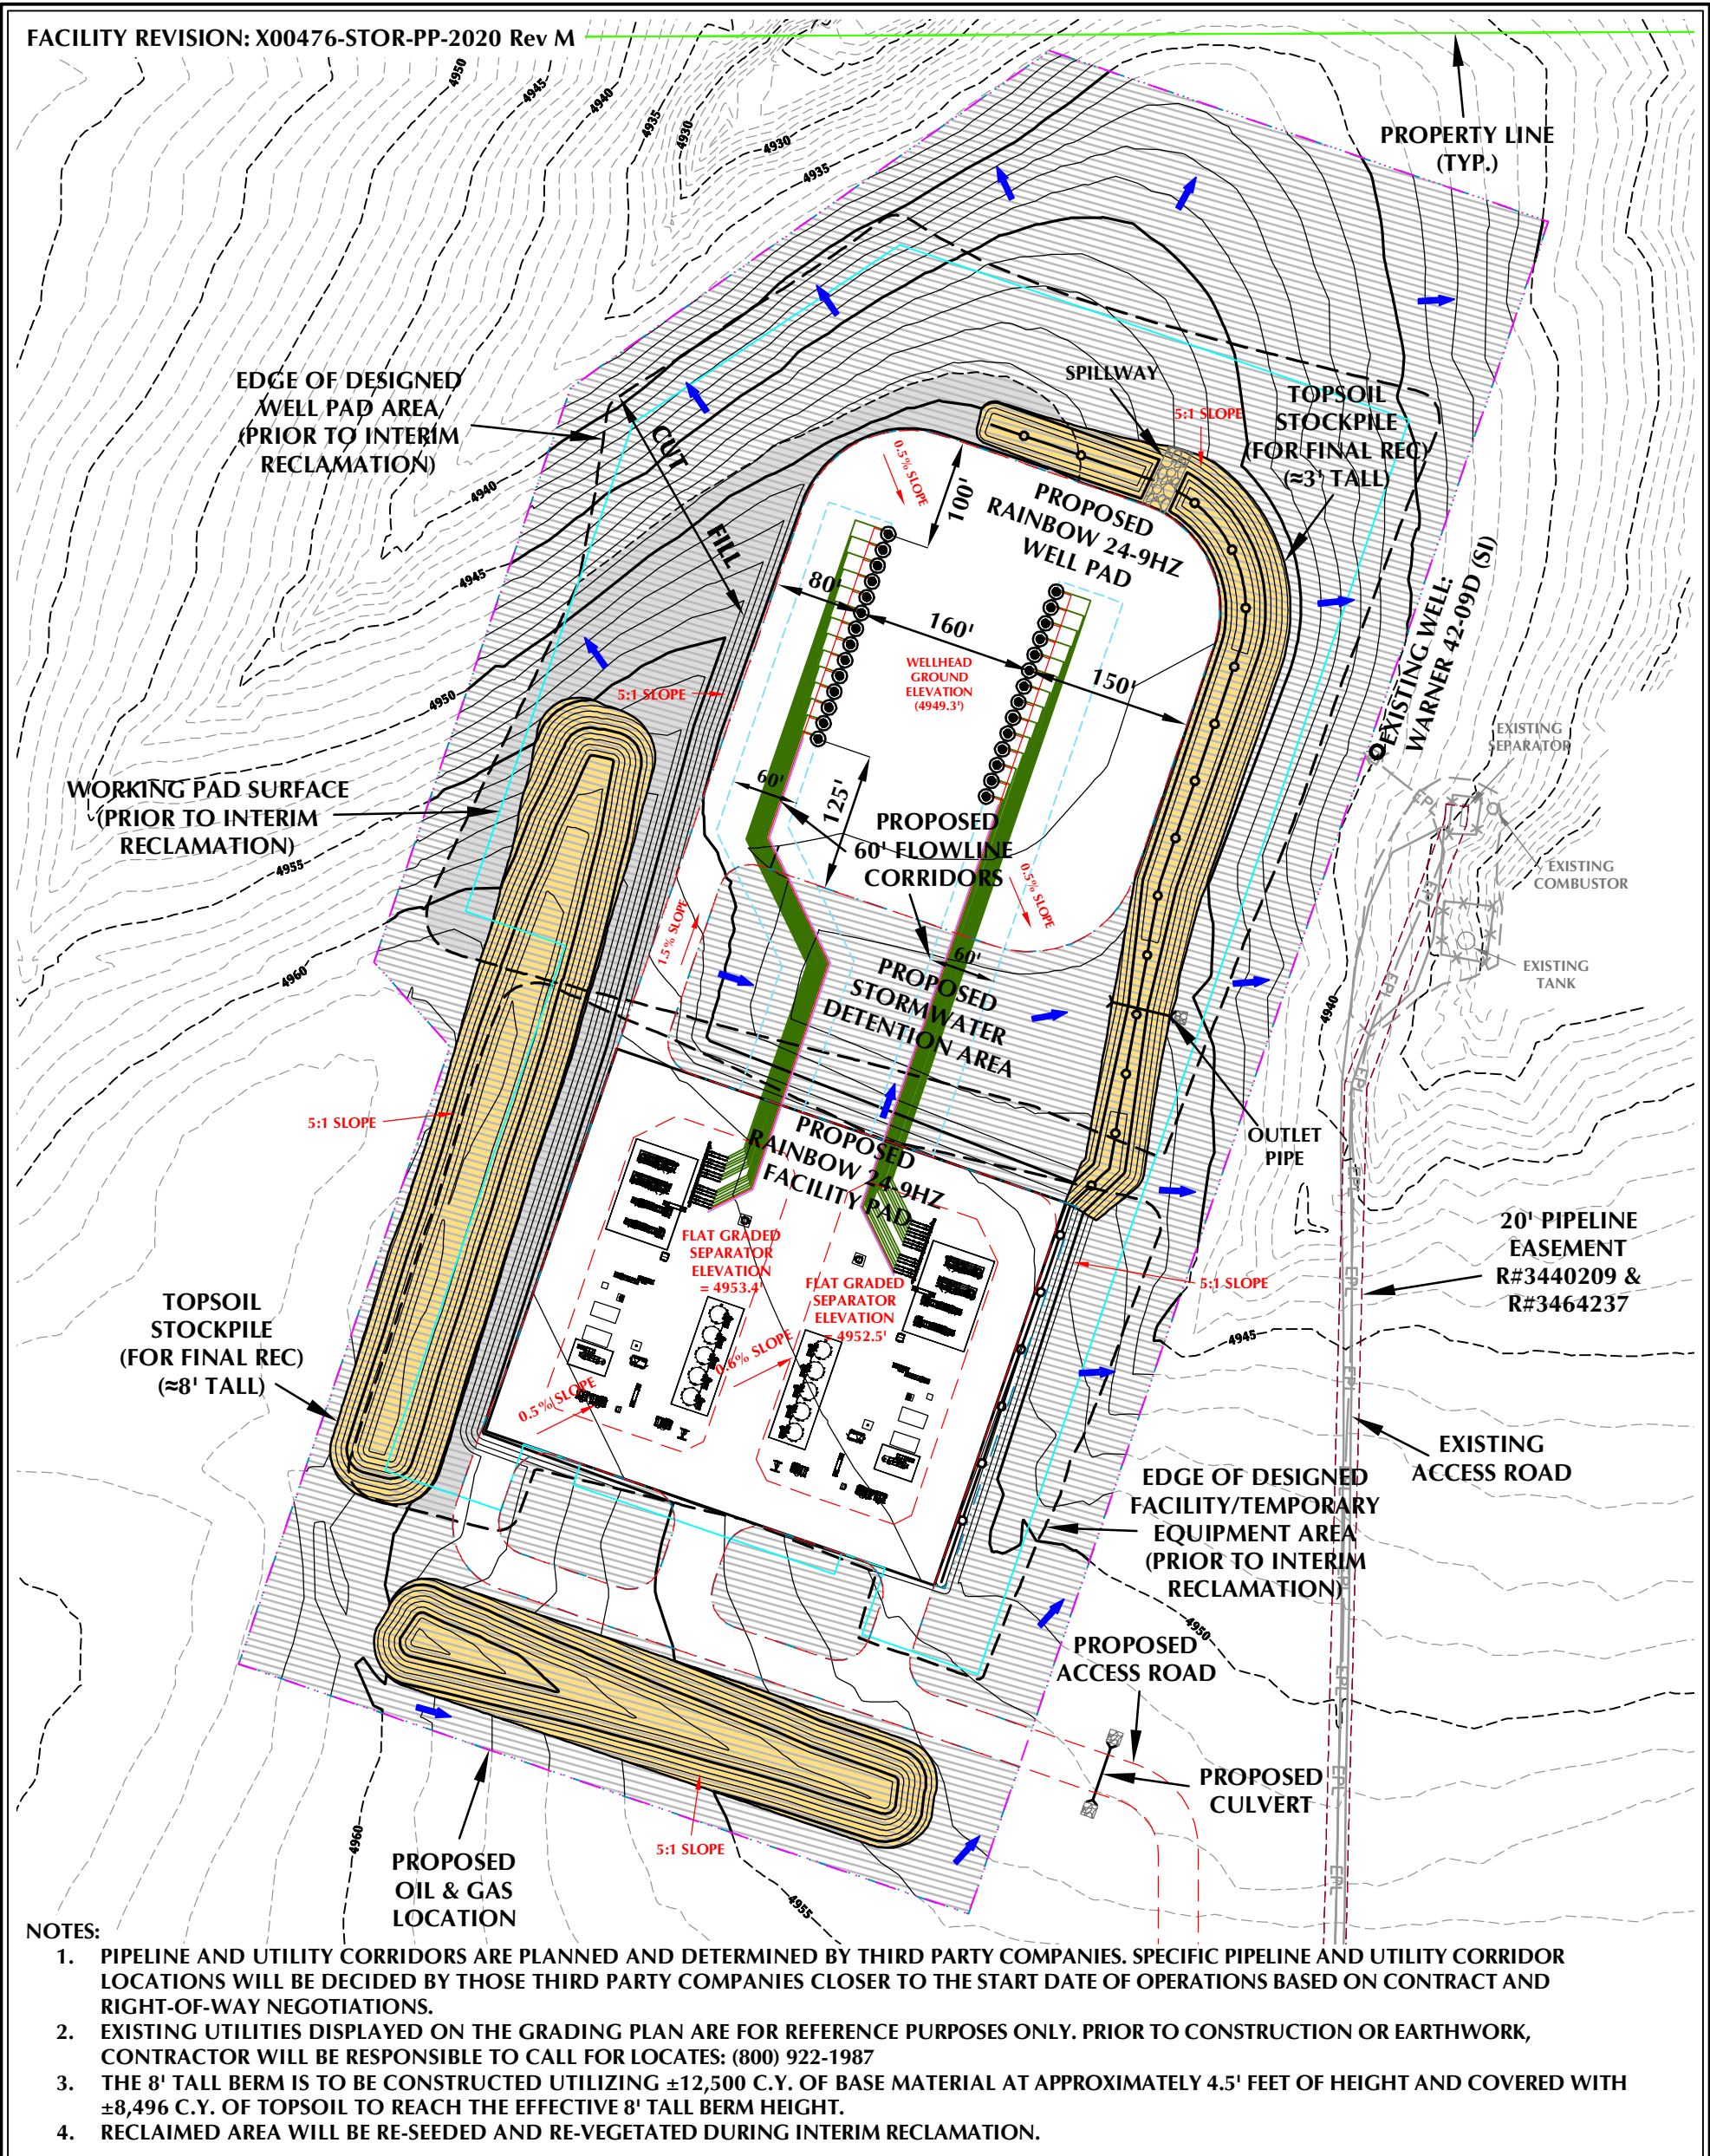 FACILITY REVISION: X00476-STOR-PP-2020 Rev M
4950
4945
4940
4935
4930
4930
4935
PROPERTY LINE
(TYP.)
EDGE OF DESIGNED
WELL PAD AREA
(PRIOR TO INTERIM
RECLAMATION)
SPILLWAY
5:1 SLOPE
TOPSOIL
STOCKPILE
(FOR FINAL REC)
(≈3' TALL)
CUT
FILL
0.5% SLOPE
100'
PROPOSED
RAINBOW 24-9HZ
WELL PAD
4940
4945
4950
80'
160'
150'
WELLHEAD
GROUND
ELEVATION
(4949.3')
5:1 SLOPE
EXISTING WELL:
WARNER 42-09D (SI)
EXISTING
SEPARATOR
WORKING PAD SURFACE
(PRIOR TO INTERIM
RECLAMATION)
60'
125'
PROPOSED
60' FLOWLINE
CORRIDORS
0.5% SLOPE
EPL
EPL
EPL
EXISTING
COMBUSTOR
4955
1.5% SLOPE
60'
PROPOSED
STORMWATER
DETENTION AREA
EXISTING
TANK
4960
4940
5:1 SLOPE
OUTLET
PIPE
EPL
EPL
PROPOSED
RAINBOW 24-9HZ
FACILITY PAD
FLAT GRADED
SEPARATOR
ELEVATION
= 4953.4'
FLAT GRADED
SEPARATOR
ELEVATION
= 4952.5'
5:1 SLOPE
20' PIPELINE
EASEMENT
R#3440209 &
R#3464237
TOPSOIL
STOCKPILE
(FOR FINAL REC)
(≈8' TALL)
4945
0.6% SLOPE
0.5% SLOPE
EPL
EPL
EXISTING
ACCESS ROAD
EDGE OF DESIGNED
FACILITY/TEMPORARY
EQUIPMENT AREA
(PRIOR TO INTERIM
RECLAMATION)
4950
PROPOSED
ACCESS ROAD
EPL
EPL
PROPOSED
CULVERT
5:1 SLOPE
4960
4955
EPL
PROPOSED
OIL & GAS
LOCATION
NOTES:
1. PIPELINE AND UTILITY CORRIDORS ARE PLANNED AND DETERMINED BY THIRD PARTY COMPANIES. SPECIFIC PIPELINE AND UTILITY CORRIDOR
LOCATIONS WILL BE DECIDED BY THOSE THIRD PARTY COMPANIES CLOSER TO THE START DATE OF OPERATIONS BASED ON CONTRACT AND
RIGHT-OF-WAY NEGOTIATIONS.
2. EXISTING UTILITIES DISPLAYED ON THE GRADING PLAN ARE FOR REFERENCE PURPOSES ONLY. PRIOR TO CONSTRUCTION OR EARTHWORK,
CONTRACTOR WILL BE RESPONSIBLE TO CALL FOR LOCATES: (800) 922-1987
3. THE 8' TALL BERM IS TO BE CONSTRUCTED UTILIZING ±12,500 C.Y. OF BASE MATERIAL AT APPROXIMATELY 4.5' FEET OF HEIGHT AND COVERED WITH
±8,496 C.Y. OF TOPSOIL TO REACH THE EFFECTIVE 8' TALL BERM HEIGHT.
4. RECLAIMED AREA WILL BE RE-SEEDED AND RE-VEGETATED DURING INTERIM RECLAMATION.